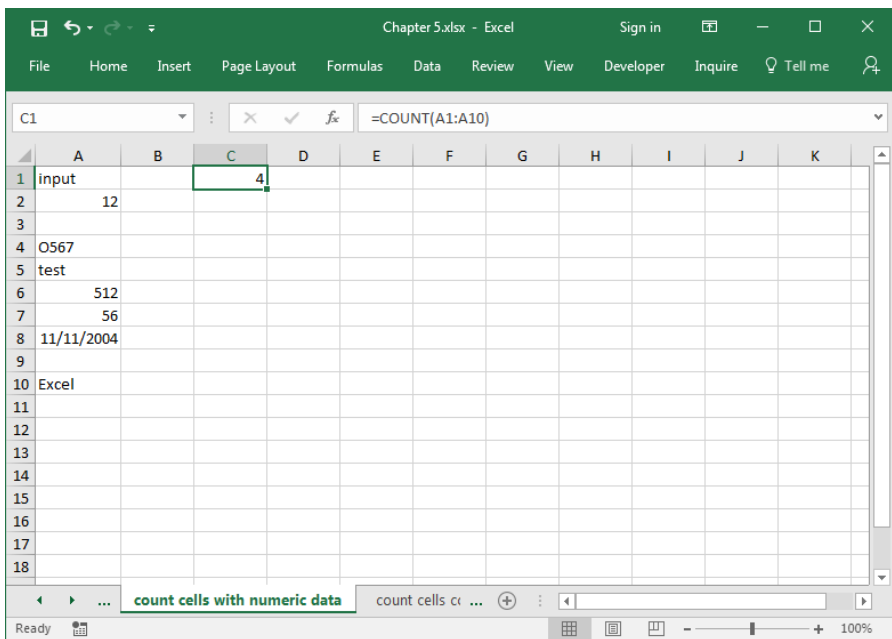 Chapter 5.xlsx - Excel Sign in
File Home Insert Page Layout Formulas Data Review View Developer Inquire Tell me
C1 fx =COUNT(A1:A10)
A B C D E F G H I J K
1 input 4
2 12
3
4 O567
5 test
6 512
7 56
8 11/11/2004
9
10 Excel
11
12
13
14
15
16
17
18
... count cells with numeric data count cells cc ...
Ready 100%